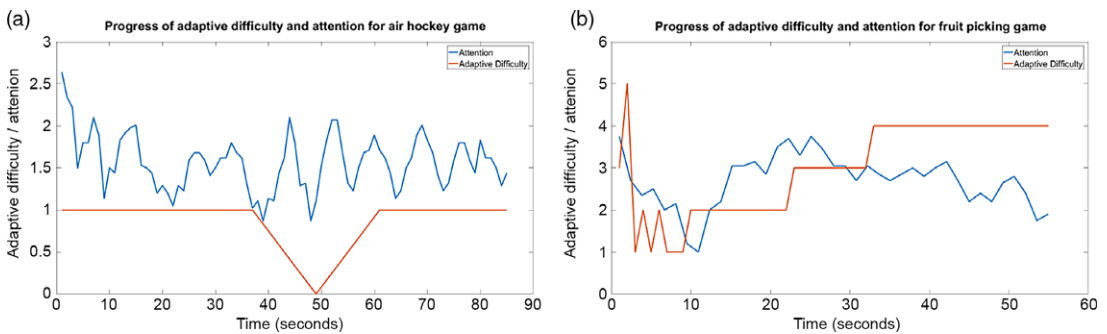 (a)
Progress of adaptive difficulty and attention for air hockey game
3
2.5
2
1.5
1
0.5
0
Adaptive difficulty / attenion
Attention
Adaptive Difficulty
0 10 20 30 40 50 60 70 80 90
Time (seconds)
(b)
Progress of adaptive difficulty and attention for fruit picking game
6
5
4
3
2
1
0
Adaptive difficulty / attenion
Attention
Adaptive Difficulty
0 10 20 30 40 50 60
Time (seconds)